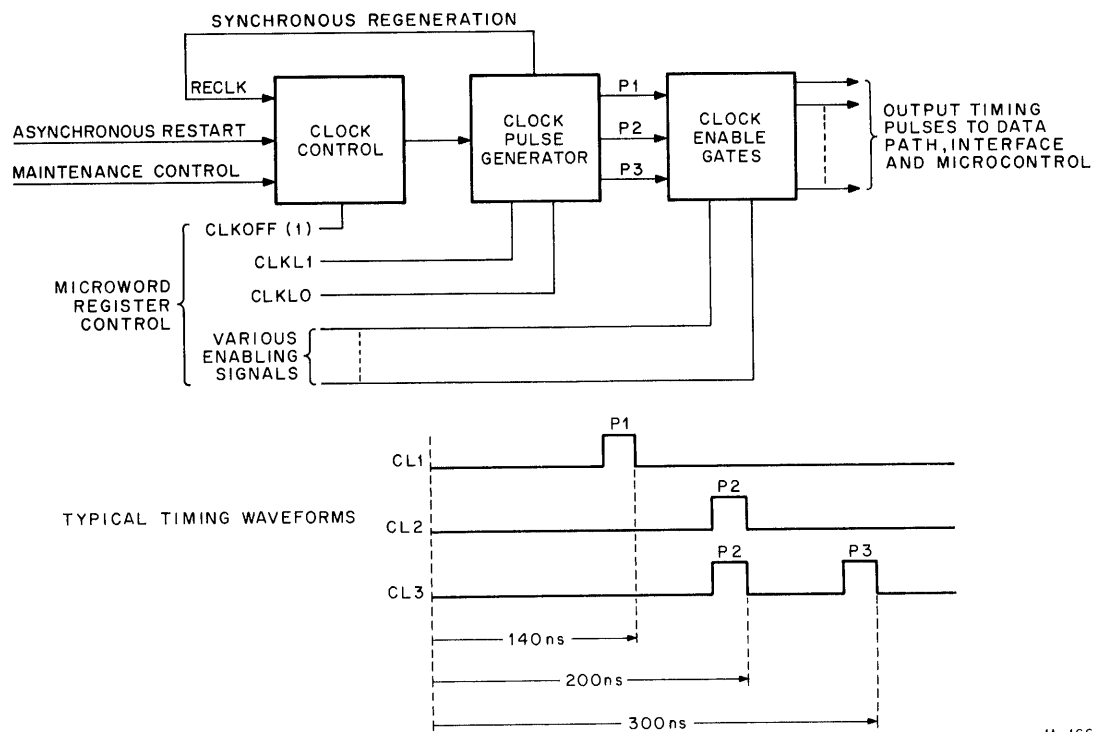 SYNCHRONOUS REGENERATION
RECLK
ASYNCHRONOUS RESTART
MAINTENANCE CONTROL
CLOCK
CONTROL
CLOCK
PULSE
GENERATOR
P1
P2
P3
CLOCK
ENABLE
GATES
OUTPUT TIMING
PULSES TO DATA
PATH, INTERFACE
AND MICROCONTROL
MICROWORD
REGISTER
CONTROL
CLKOFF (1)
CLKL1
CLKL0
VARIOUS
ENABLING
SIGNALS
TYPICAL TIMING WAVEFORMS
CL1
P1
CL2
P2
CL3
P2
P3
140ns
200ns
300ns